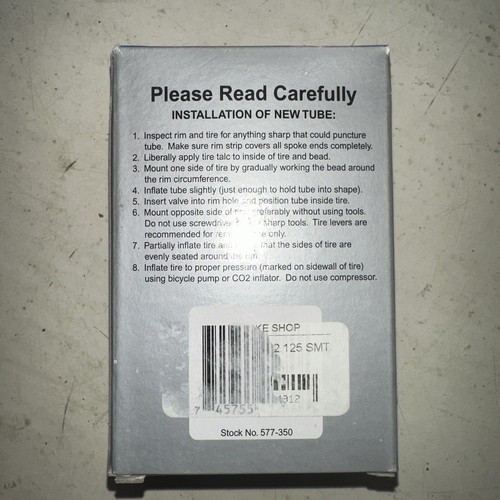 Please Read Carefully
INSTALLATION OF NEW TUBE:
1. Inspect rim and tire for anything sharp that could puncture
tube. Make sure rim strip covers all spoke ends completely.
2. Liberally apply tire talc to inside of tire and bead.
3. Mount one side of tire by gradually working the bead around
the rim circumference.
4. Inflate tube slightly (just enough to hold tube into shape).
5. Insert valve into rim hole and position tube inside tire.
6. Mount opposite side of preferably without using tools.
Do not use sharp tools. Tire levers are
recommended for only.
7. Partially inflate tire that the sides of tire are
evenly seated around the
8. Inflate tire to proper pressure (marked on sidewall of tire)
using bicycle pump or CO2 inflator. Do not use compressor.
KE SHOP
2.125 SMT
7 45755
Stock No. 577-350